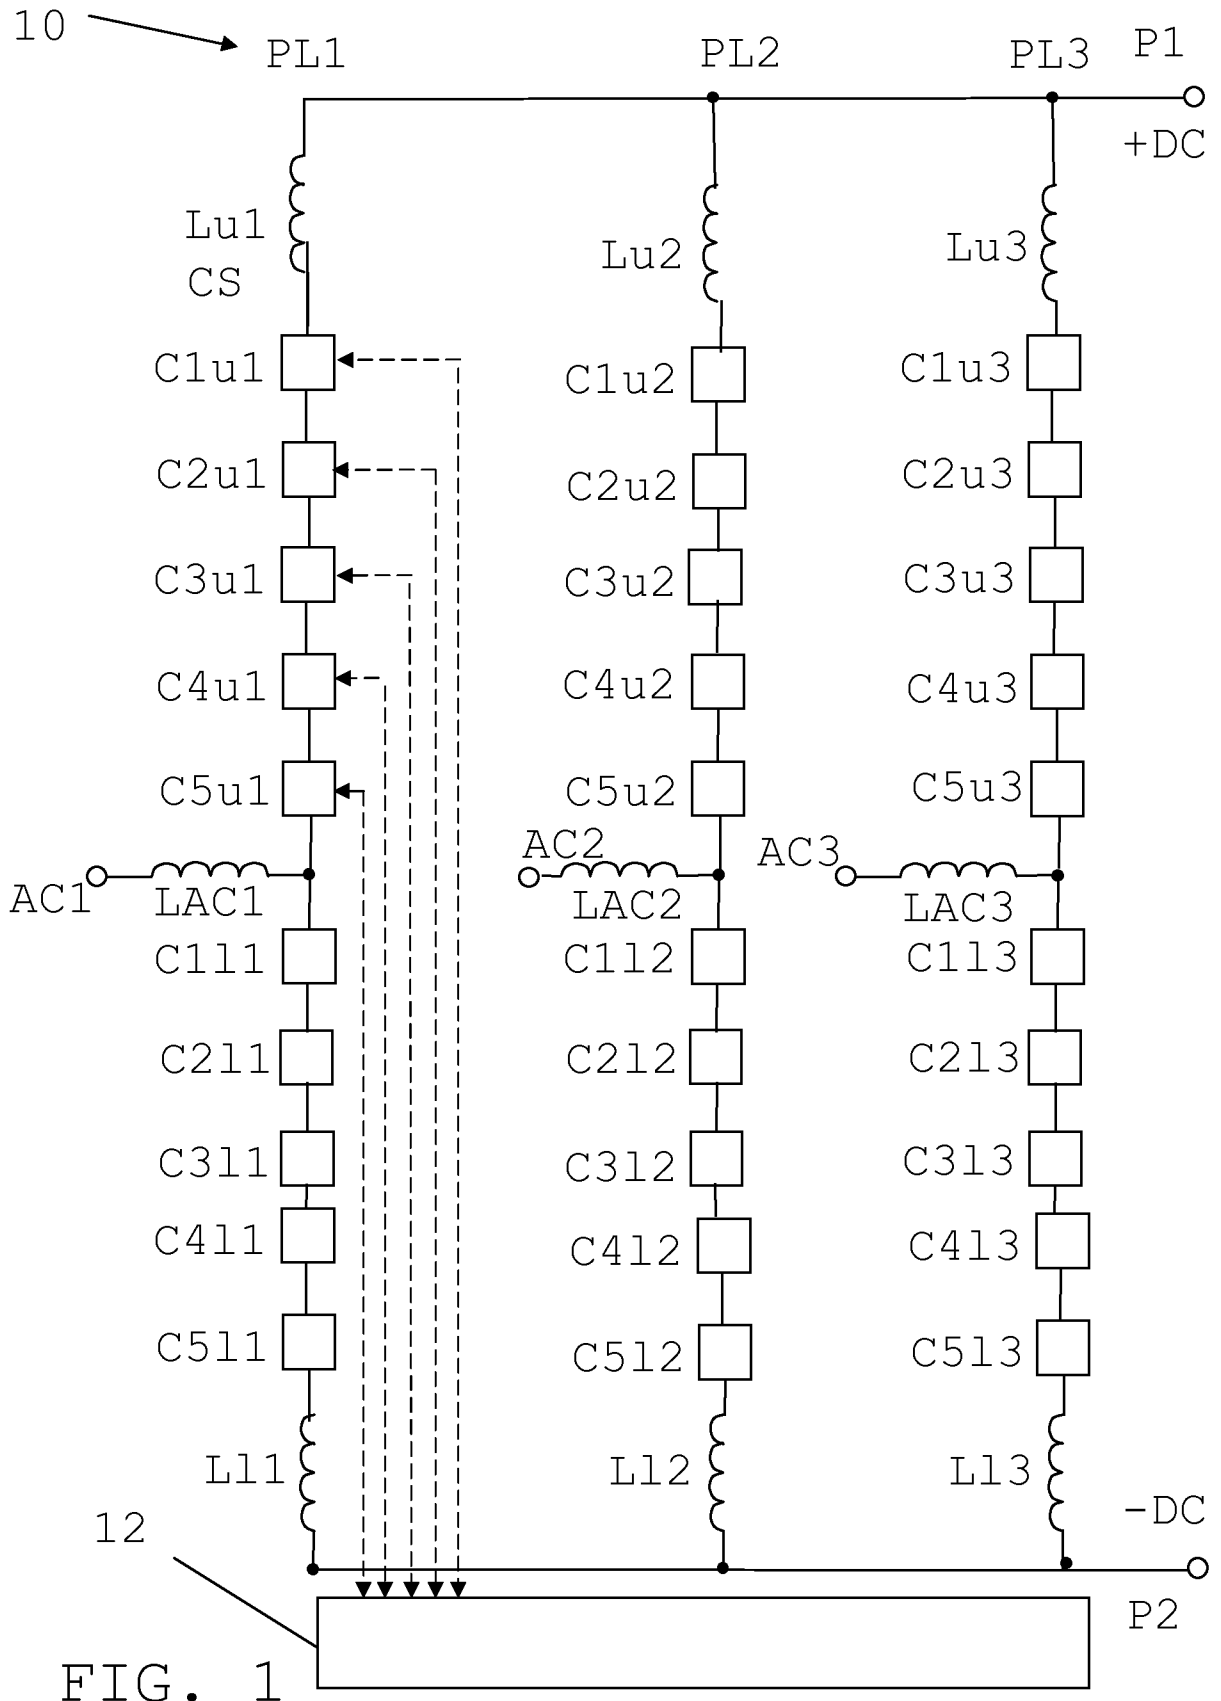 10
PL1 PL2 PL3 P1
+DC
Lu1 Lu2 Lu3
CS
C1u1 C1u2 C1u3
C2u1 C2u2 C2u3
C3u1 C3u2 C3u3
C4u1 C4u2 C4u3
C5u1 C5u2 C5u3
AC1 AC2 AC3
LAC1 LAC2 LAC3
C1l1 C1l2 C1l3
C2l1 C2l2 C2l3
C3l1 C3l2 C3l3
C4l1 C4l2 C4l3
C5l1 C5l2 C5l3
Ll1 Ll2 Ll3
-DC
12
P2
FIG. 1